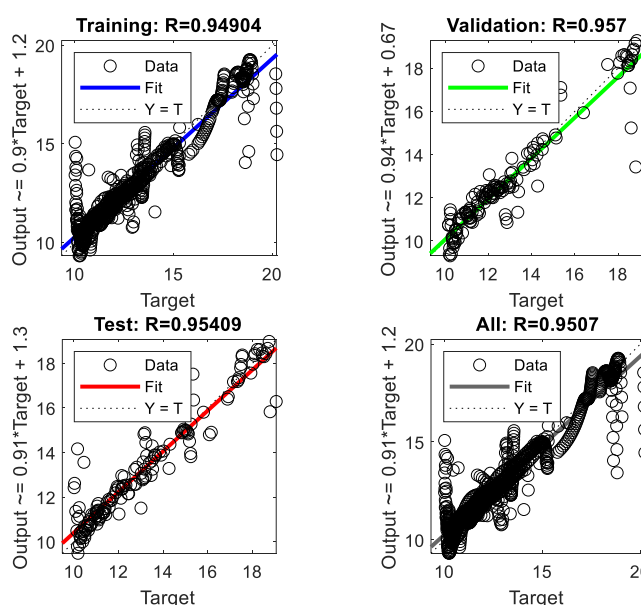 Training: R=0.94904
Output ~= 0.9*Target + 1.2
20
15
10
Data
Fit
Y = T
10
15
20
Target
Validation: R=0.957
Output ~= 0.94*Target + 0.67
18
16
14
12
10
Data
Fit
Y = T
10
12
14
16
18
Target
Test: R=0.95409
Output ~= 0.91*Target + 1.3
18
16
14
12
10
Data
Fit
Y = T
10
12
14
16
18
Target
All: R=0.9507
Output ~= 0.91*Target + 1.2
20
15
10
Data
Fit
Y = T
10
15
20
Target